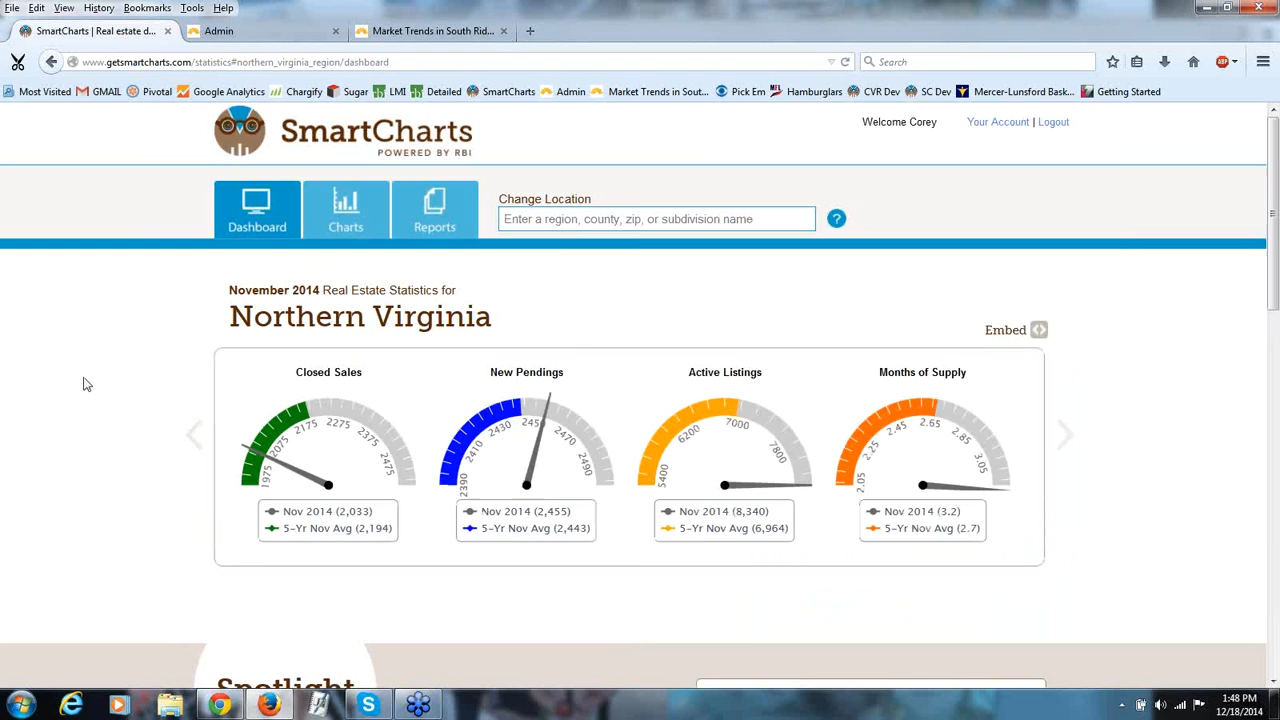 File Edit View History Bookmarks Tools Help
SmartCharts | Real estate d... × Admin × Market Trends in South Rid... × +
www.getsmartcharts.com/statistics#northern_virginia_region/dashboard Search
Most Visited GMAIL Pivotal Google Analytics Chargify Sugar LMI Detailed SmartCharts Admin Market Trends in Sout... Pick Em Hamburglars CVR Dev SC Dev Mercer-Lunsford Bask... Getting Started
SmartCharts
POWERED BY RBI
Welcome Corey Your Account | Logout
Dashboard Charts Reports
Change Location
Enter a region, county, zip, or subdivision name ?
November 2014 Real Estate Statistics for
Northern Virginia
Embed
Closed Sales
1975 2075 2175 2275 2375 2475
Nov 2014 (2,033)
5-Yr Nov Avg (2,194)
New Pendings
2390 2410 2430 2450 2470 2490
Nov 2014 (2,455)
5-Yr Nov Avg (2,443)
Active Listings
5400 6200 7000 7800
Nov 2014 (8,340)
5-Yr Nov Avg (6,964)
Months of Supply
2.05 2.25 2.45 2.65 2.85 3.05
Nov 2014 (3.2)
5-Yr Nov Avg (2.7)
Spotlight
1:48 PM
12/18/2014